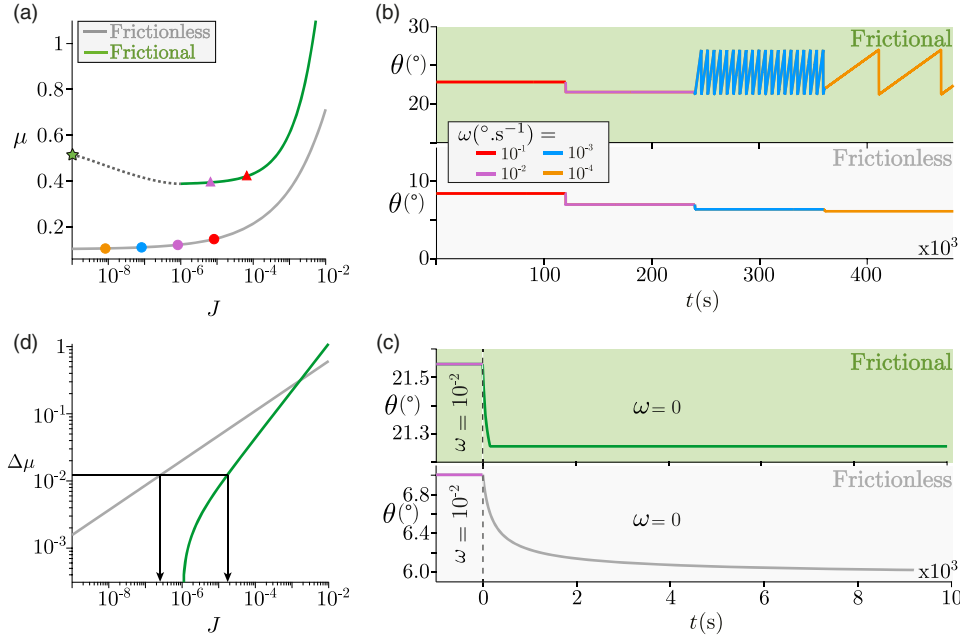 (a)
Frictionless
Frictional
1
0.8
0.6
0.4
0.2
μ
10⁻⁸ 10⁻⁶ 10⁻⁴ 10⁻²
J
(b)
Frictional
30
θ(°)
20
ω(°.s⁻¹) =
10⁻¹ 10⁻³
10⁻² 10⁻⁴
Frictionless
10
θ(°)
0
x10³
100 200 300 400
t(s)
(d)
1
10⁻¹
Δμ
10⁻²
10⁻³
10⁻⁸ 10⁻⁶ 10⁻⁴ 10⁻²
J
(c)
Frictional
21.5
θ(°)
21.3
ω = 10⁻²
ω = 0
Frictionless
6.8
θ(°)
6.4
6.0
ω = 10⁻²
ω = 0
x10³
0 2 4 6 8 10
t(s)